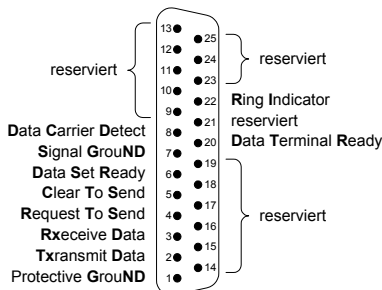 13
25
12
24
reserviert
reserviert
11
23
10
22
Ring Indicator
9
21
reserviert
Data Carrier Detect
8
20
Data Terminal Ready
Signal GrouND
7
19
Data Set Ready
6
18
Clear To Send
5
17
Request To Send
4
reserviert
16
RxeceiveData
3
15
Txransmit Data
2
14
Protective GrouND
1